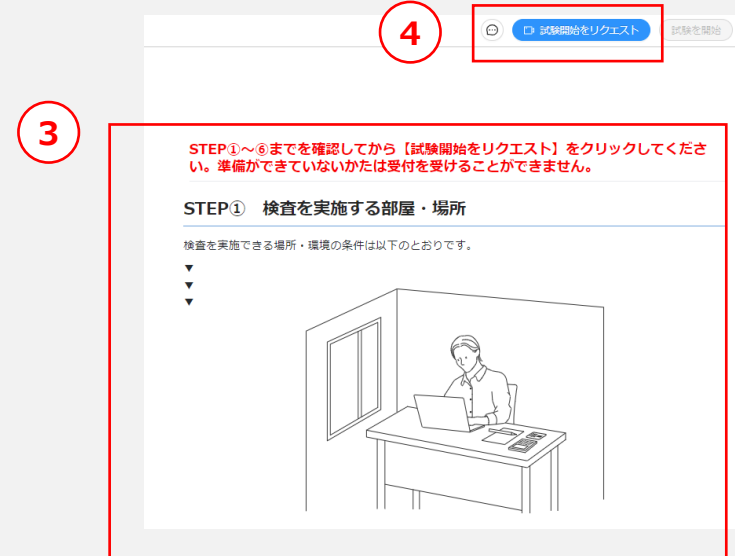 ④
試験開始をリクエスト 試験を開始
③
STEP①～⑥までを確認してから【試験開始をリクエスト】をクリックしてくださ
い。準備ができていないかたは受付を受けることができません。
STEP①　検査を実施する部屋・場所
検査を実施できる場所・環境の条件は以下のとおりです。
▼
▼
▼